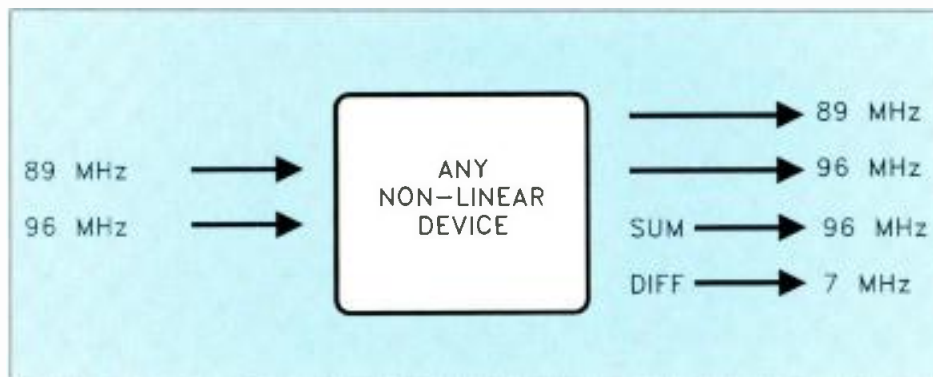 89 MHz
96 MHz
ANY
NON-LINEAR
DEVICE
89 MHz
96 MHz
SUM 96 MHz
DIFF 7 MHz